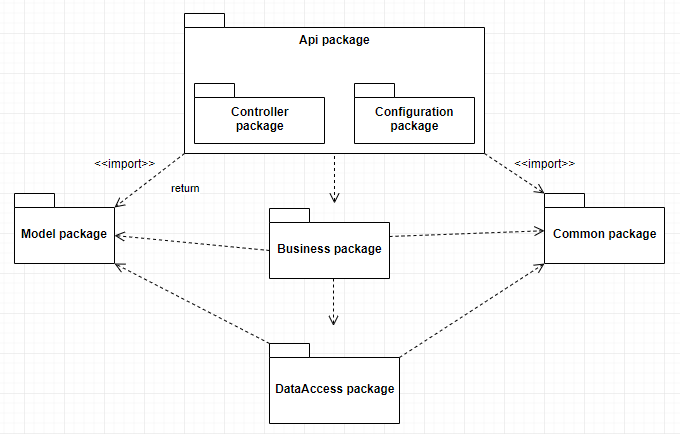 Api package
Controller
package
Configuration
package
<<import>>
<<import>>
return
Model package
Business package
Common package
DataAccess package